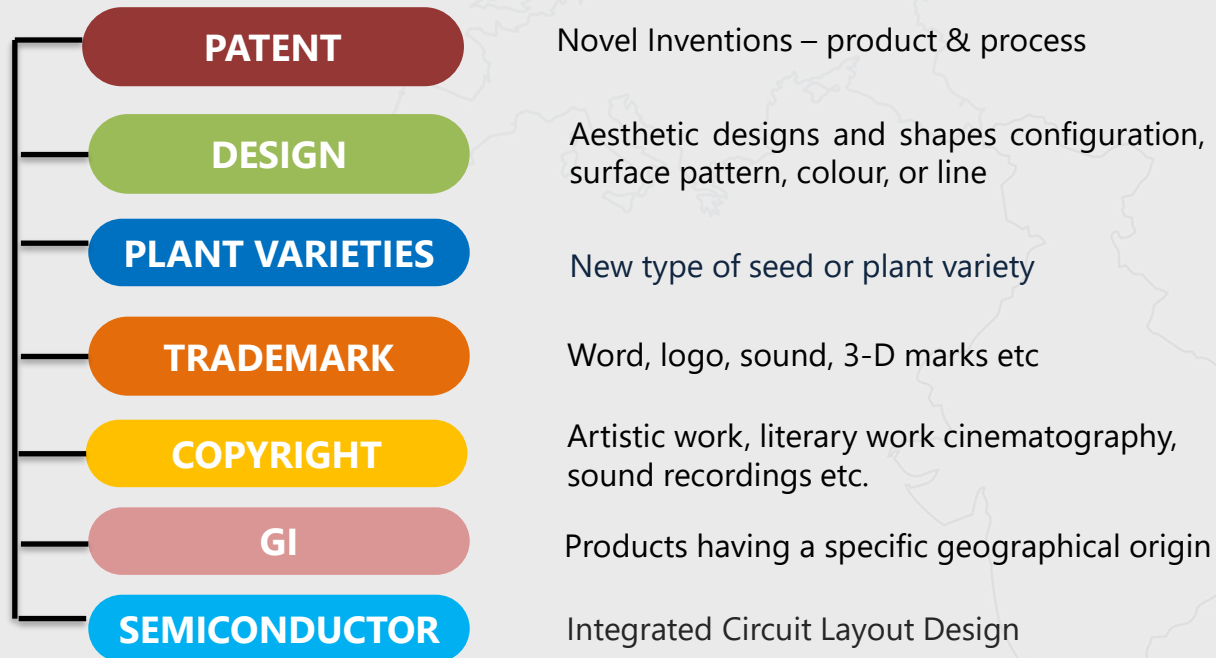 PATENT
Novel Inventions – product & process
DESIGN
Aesthetic designs and shapes configuration,
surface pattern, colour, or line
PLANT VARIETIES
New type of seed or plant variety
TRADEMARK
Word, logo, sound, 3-D marks etc
COPYRIGHT
Artistic work, literary work cinematography,
sound recordings etc.
GI
Products having a specific geographical origin
SEMICONDUCTOR
Integrated Circuit Layout Design